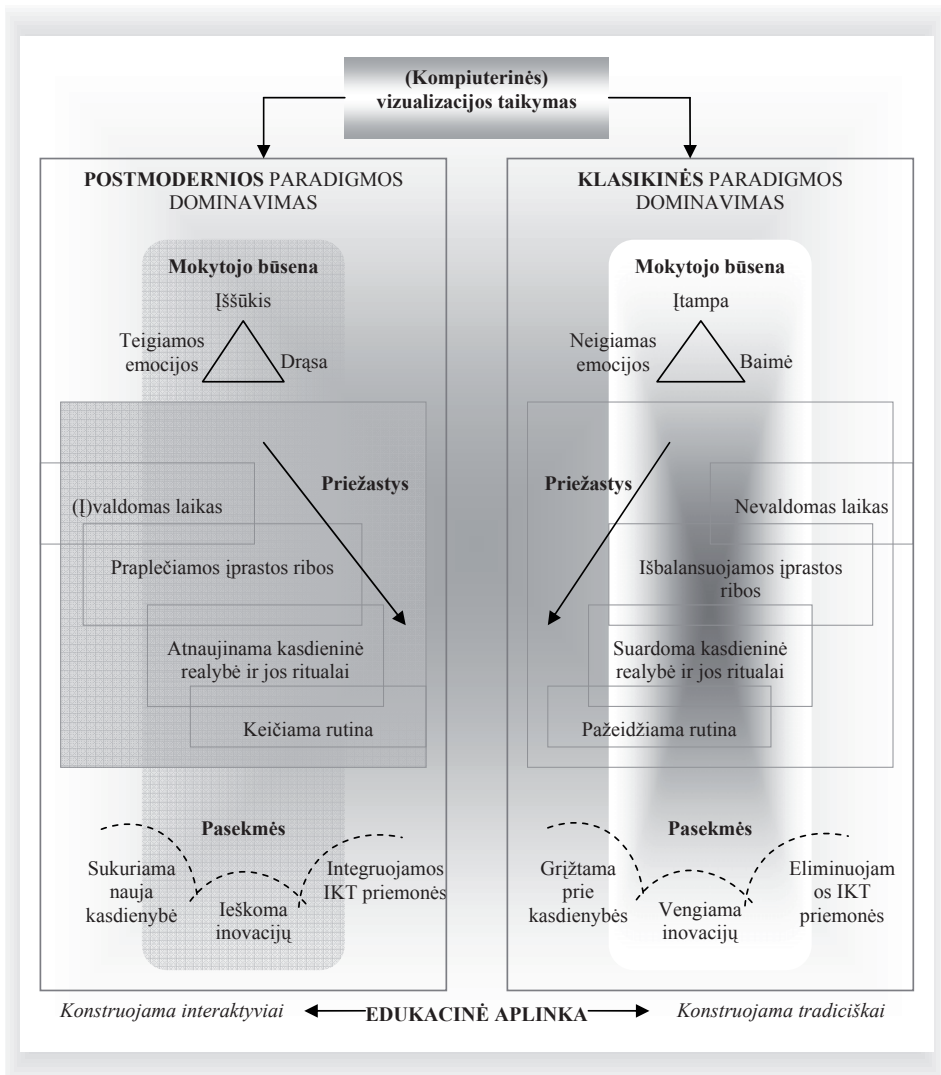 (Kompiuterinės)
vizualizacijos taikymas
POSTMODERNIOS PARADIGMOS
DOMINAVIMAS
Mokytojo būsena
Iššūkis
Teigiamos
emocijos
Drąsa
Priežastys
(Į)valdomas laikas
Praplečiamos įprastos ribos
Atnaujinama kasdieninė
realybė ir jos ritualai
Keičiama rutina
Pasekmės
Sukuriama
nauja
kasdienybė
Ieškoma
inovacijų
Integruojamos
IKT priemonės
KLASIKINĖS PARADIGMOS
DOMINAVIMAS
Mokytojo būsena
Įtampa
Neigiamas
emocijos
Baimė
Priežastys
Nevaldomas laikas
Išbalansuojamos įprastos
ribos
Suardoma kasdieninė
realybė ir jos ritualai
Pažeidžiama rutina
Pasekmės
Grįžtama
prie
kasdienybės
Vengiama
inovacijų
Eliminuojam
os IKT
priemonės
Konstruojama interaktyviai
EDUKACINĖ APLINKA
Konstruojama tradiciškai